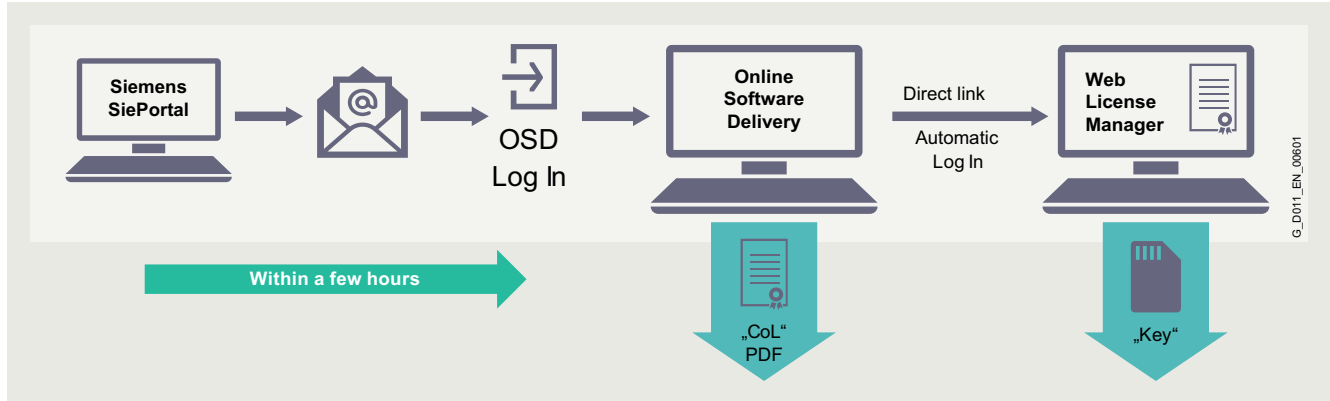 Siemens
SiePortal
@
OSD
Log In
Online
Software
Delivery
Direct link
Automatic
Log In
Web
License
Manager
G_D011_EN_00601
Within a few hours
„CoL“
PDF
„Key“